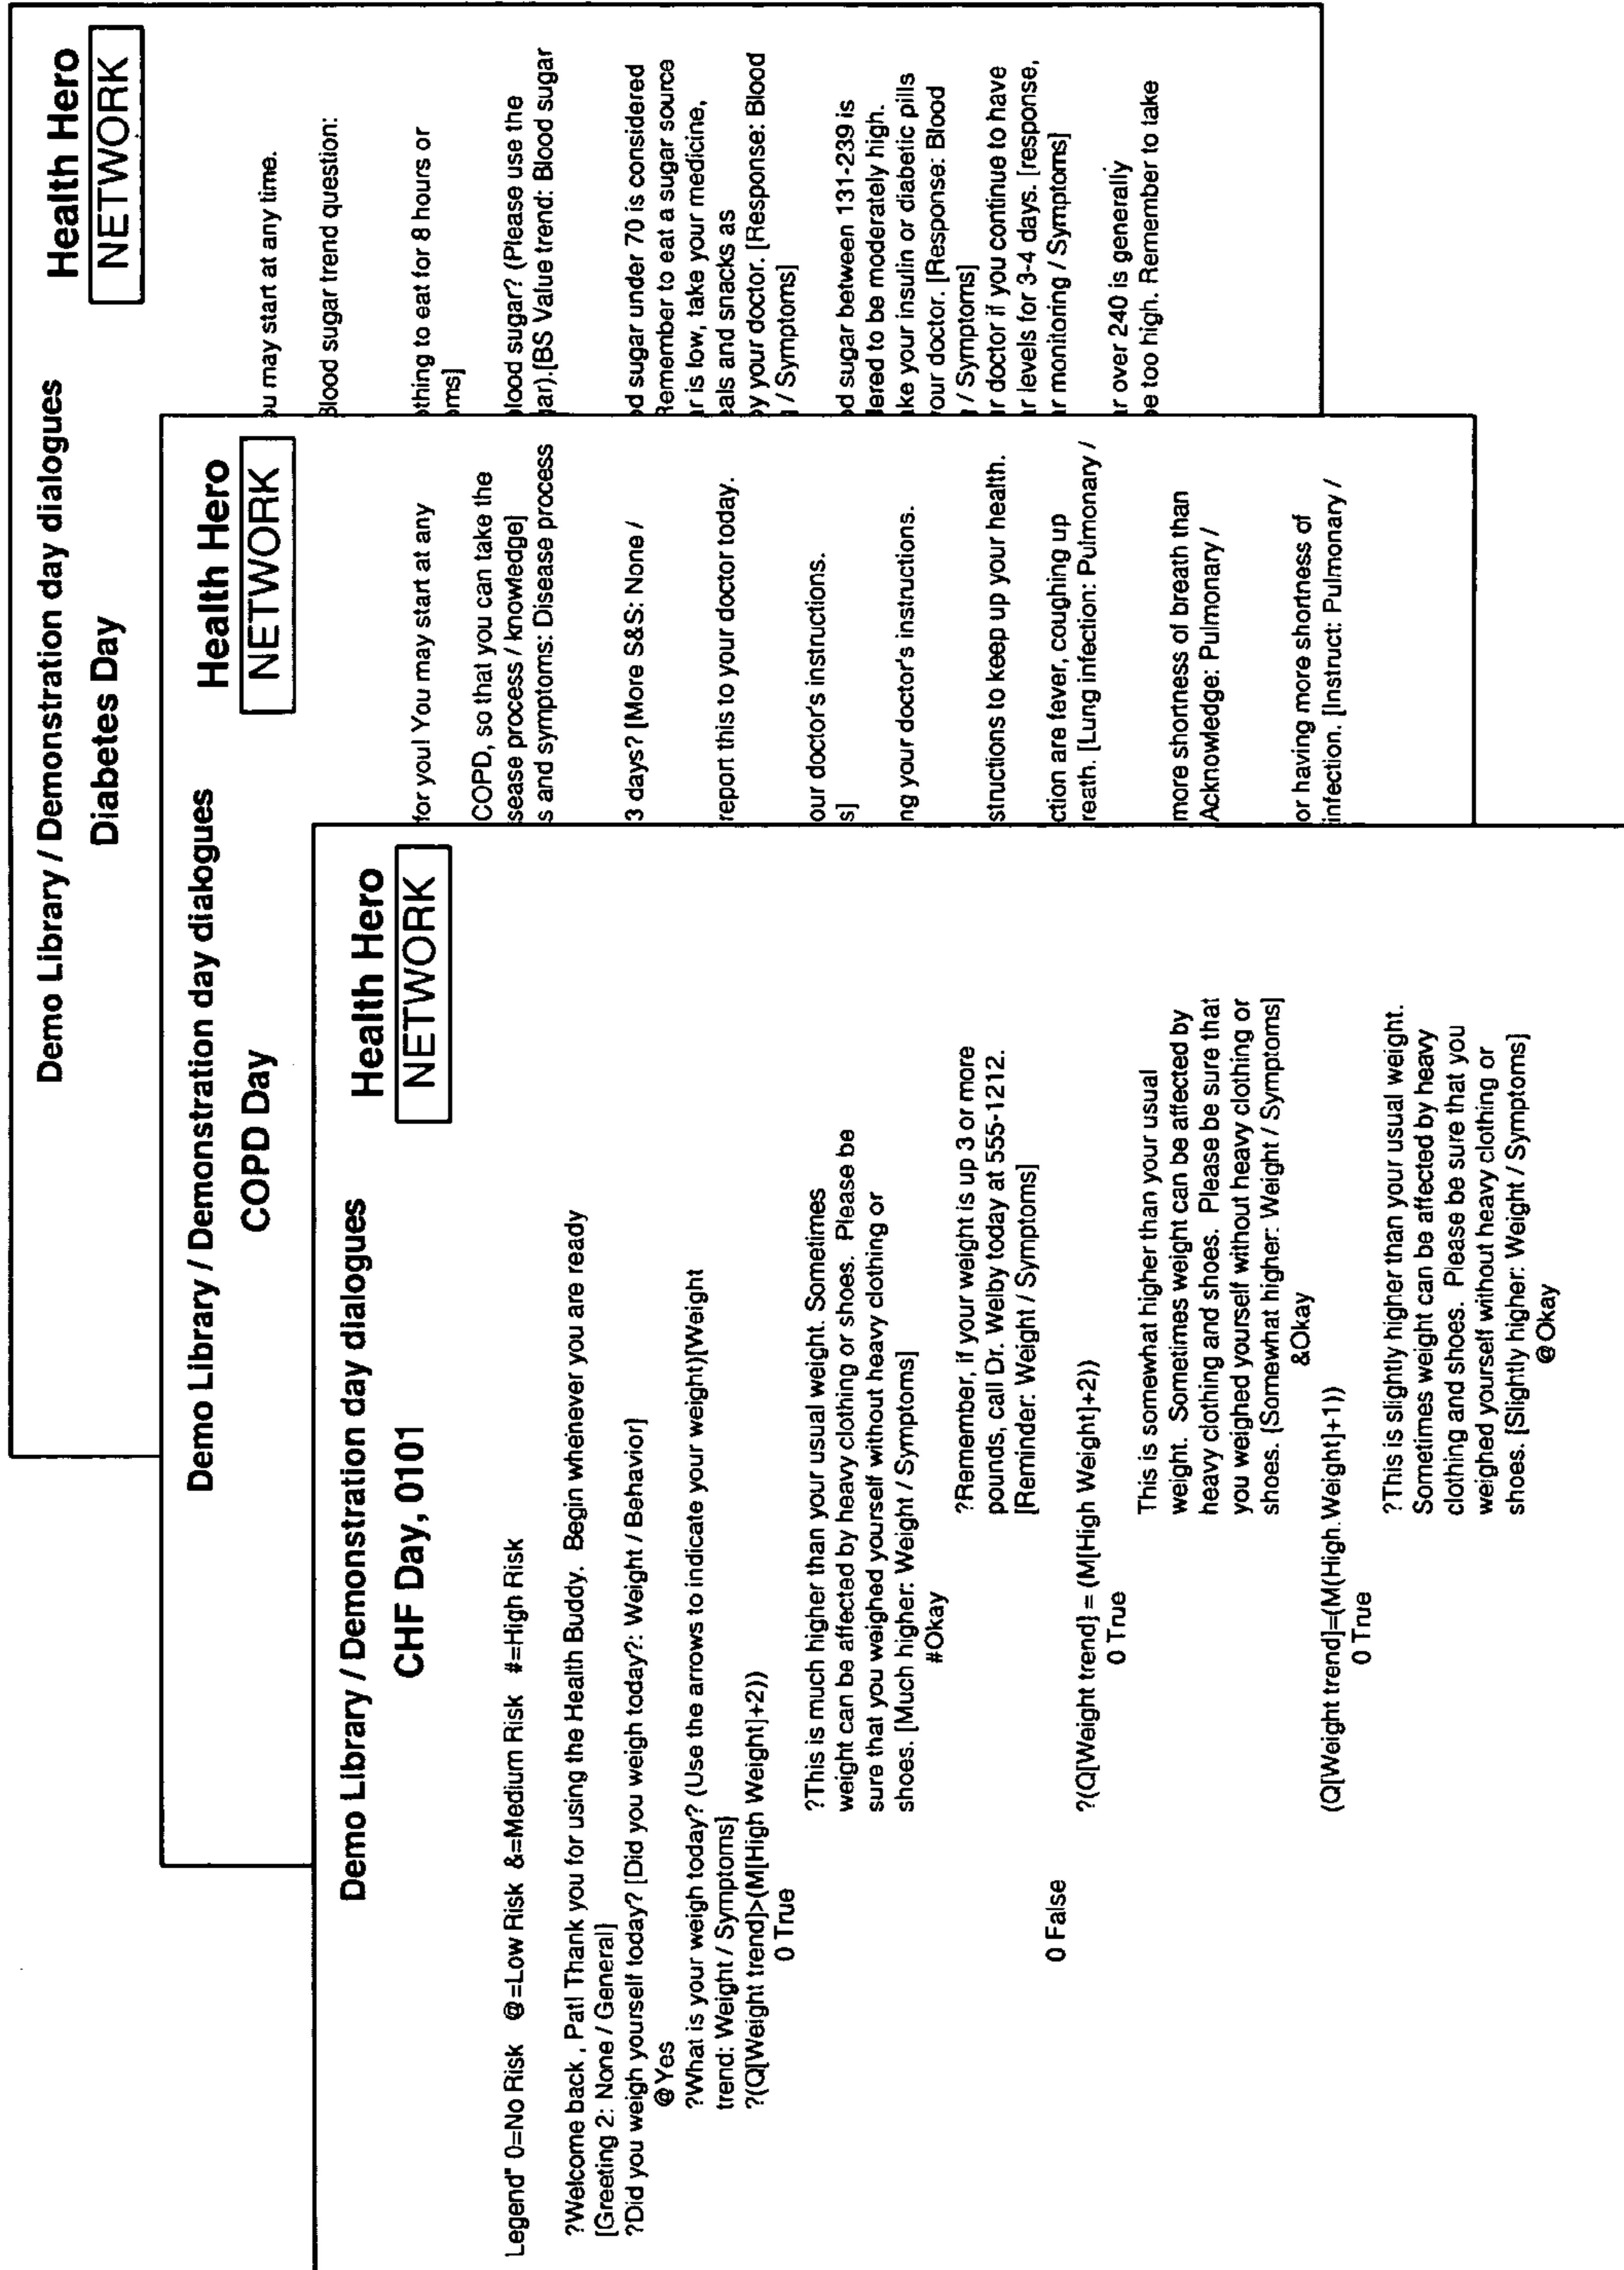 Demo Library / Demonstration day dialogues
Diabetes Day
Health Hero
NETWORK
may start at any time.
Blood sugar trend question:
thing to eat for 8 hours or
oms]
blood sugar? (Please use the
ar).[BS Value trend: Blood sugar
d sugar under 70 is considered
Remember to eat a sugar source
ar is low, take your medicine,
eals and snacks as
by your doctor. [Response: Blood
/ Symptoms]
d sugar between 131-239 is
ered to be moderately high.
ake your insulin or diabetic pills
our doctor. [Response: Blood
/ Symptoms]
ur doctor if you continue to have
ar levels for 3-4 days. [response,
ar monitoring / Symptoms]
ar over 240 is generally
be too high. Remember to take
Demo Library / Demonstration day dialogues
COPD Day
Health Hero
NETWORK
for you! You may start at any
COPD, so that you can take the
sease process / knowledge]
s and symptoms: Disease process
3 days? [More S&S: None /
report this to your doctor today.
our doctor's instructions.
s]
ng your doctor's instructions.
structions to keep up your health.
ction are fever, coughing up
reath. [Lung infection: Pulmonary /
more shortness of breath than
Acknowledge: Pulmonary /
or having more shortness of
infection. [Instruct: Pulmonary /
Demo Library / Demonstration day dialogues
CHF Day, 0101
Health Hero
NETWORK
Legend" 0=No Risk @=Low Risk &=Medium Risk #=High Risk
?Welcome back , Pat! Thank you for using the Health Buddy. Begin whenever you are ready
[Greeting 2: None / General]
?Did you weigh yourself today? [Did you weigh today?: Weight / Behavior]
@Yes
?What is your weigh today? (Use the arrows to indicate your weight)[Weight
trend: Weight / Symptoms]
?(Q[Weight trend]>(M[High Weight]+2))
0 True
?This is much higher than your usual weight. Sometimes
weight can be affected by heavy clothing or shoes. Please be
sure that you weighed yourself without heavy clothing or
shoes. [Much higher: Weight / Symptoms]
#Okay
?Remember, if your weight is up 3 or more
pounds, call Dr. Welby today at 555-1212.
[Reminder: Weight / Symptoms]
0 False
?(Q[Weight trend] = (M[High Weight]+2))
0 True
This is somewhat higher than your usual
weight. Sometimes weight can be affected by
heavy clothing and shoes. Please be sure that
you weighed yourself without heavy clothing or
shoes. [Somewhat higher: Weight / Symptoms]
&Okay
(Q[Weight trend]=(M(High.Weight]+1))
0 True
?This is slightly higher than your usual weight.
Sometimes weight can be affected by heavy
clothing and shoes. Please be sure that you
weighed yourself without heavy clothing or
shoes. [Slightly higher: Weight / Symptoms]
@Okay